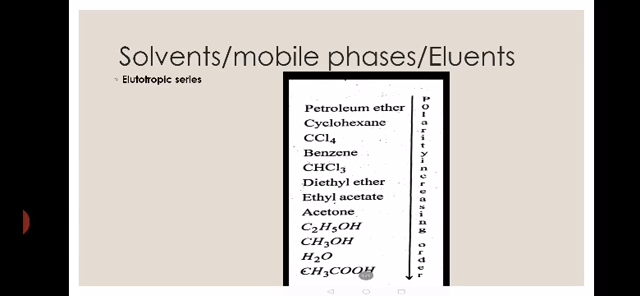 Solvents/mobile phases/Eluents
Elutotropic series
Petroleum ether
Cyclohexane
CCl₄
Benzene
CHCl₃
Diethyl ether
Ethyl acetate
Acetone
C₂H₅OH
CH₃OH
H₂O
CH₃COOH
Polarity increasing order